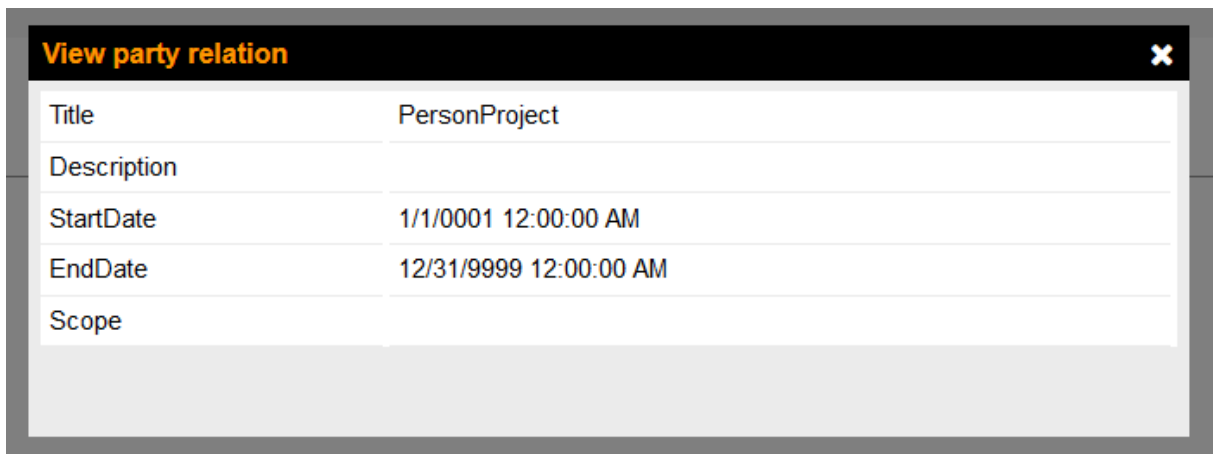 View party relation
Title PersonProject
Description
StartDate 1/1/0001 12:00:00 AM
EndDate 12/31/9999 12:00:00 AM
Scope